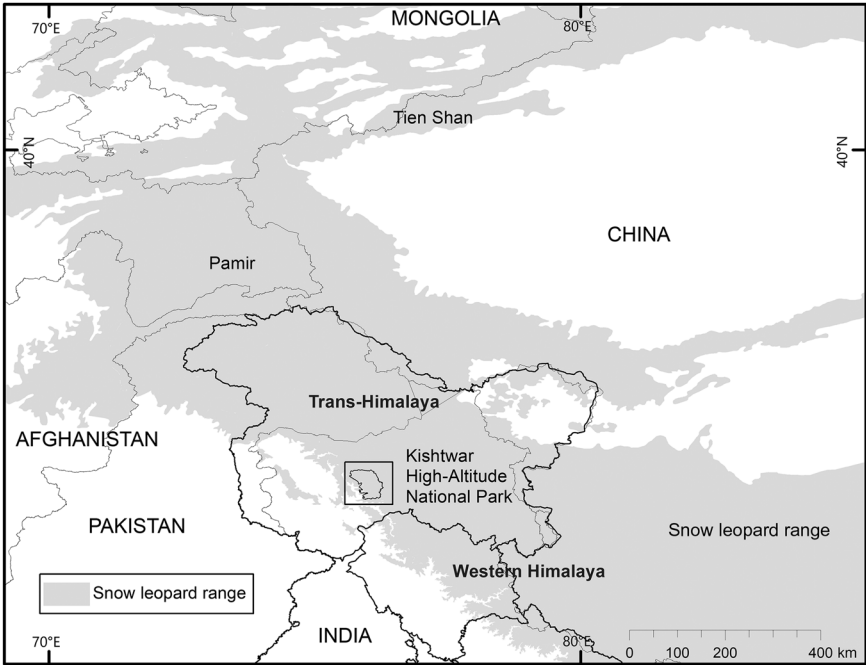 70°E
MONGOLIA
80°E
Tien Shan
40°N
40°N
CHINA
Pamir
Trans-Himalaya
AFGHANISTAN
Kishtwar
High-Altitude
National Park
PAKISTAN
Snow leopard range
Western Himalaya
Snow leopard range
INDIA
70°E
80°E
0 100 200 400 km